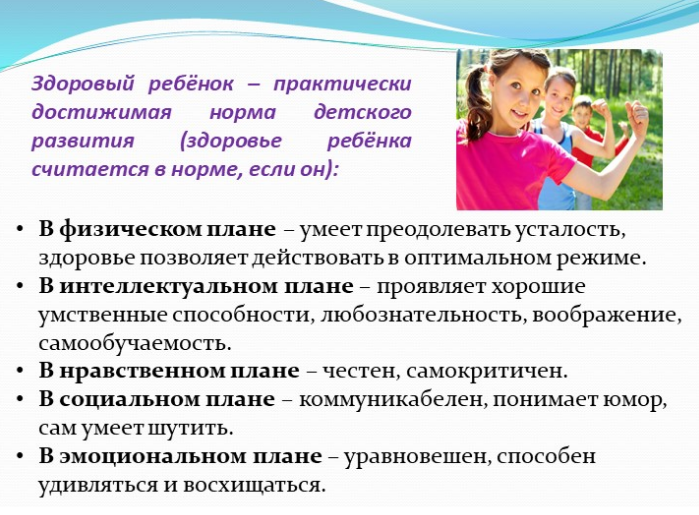 Здоровый ребёнок – практически
достижимая норма детского
развития (здоровье ребёнка
считается в норме, если он):
• В физическом плане – умеет преодолевать усталость,
здоровье позволяет действовать в оптимальном режиме.
• В интеллектуальном плане – проявляет хорошие
умственные способности, любознательность, воображение,
самообучаемость.
• В нравственном плане – честен, самокритичен.
• В социальном плане – коммуникабелен, понимает юмор,
сам умеет шутить.
• В эмоциональном плане – уравновешен, способен
удивляться и восхищаться.